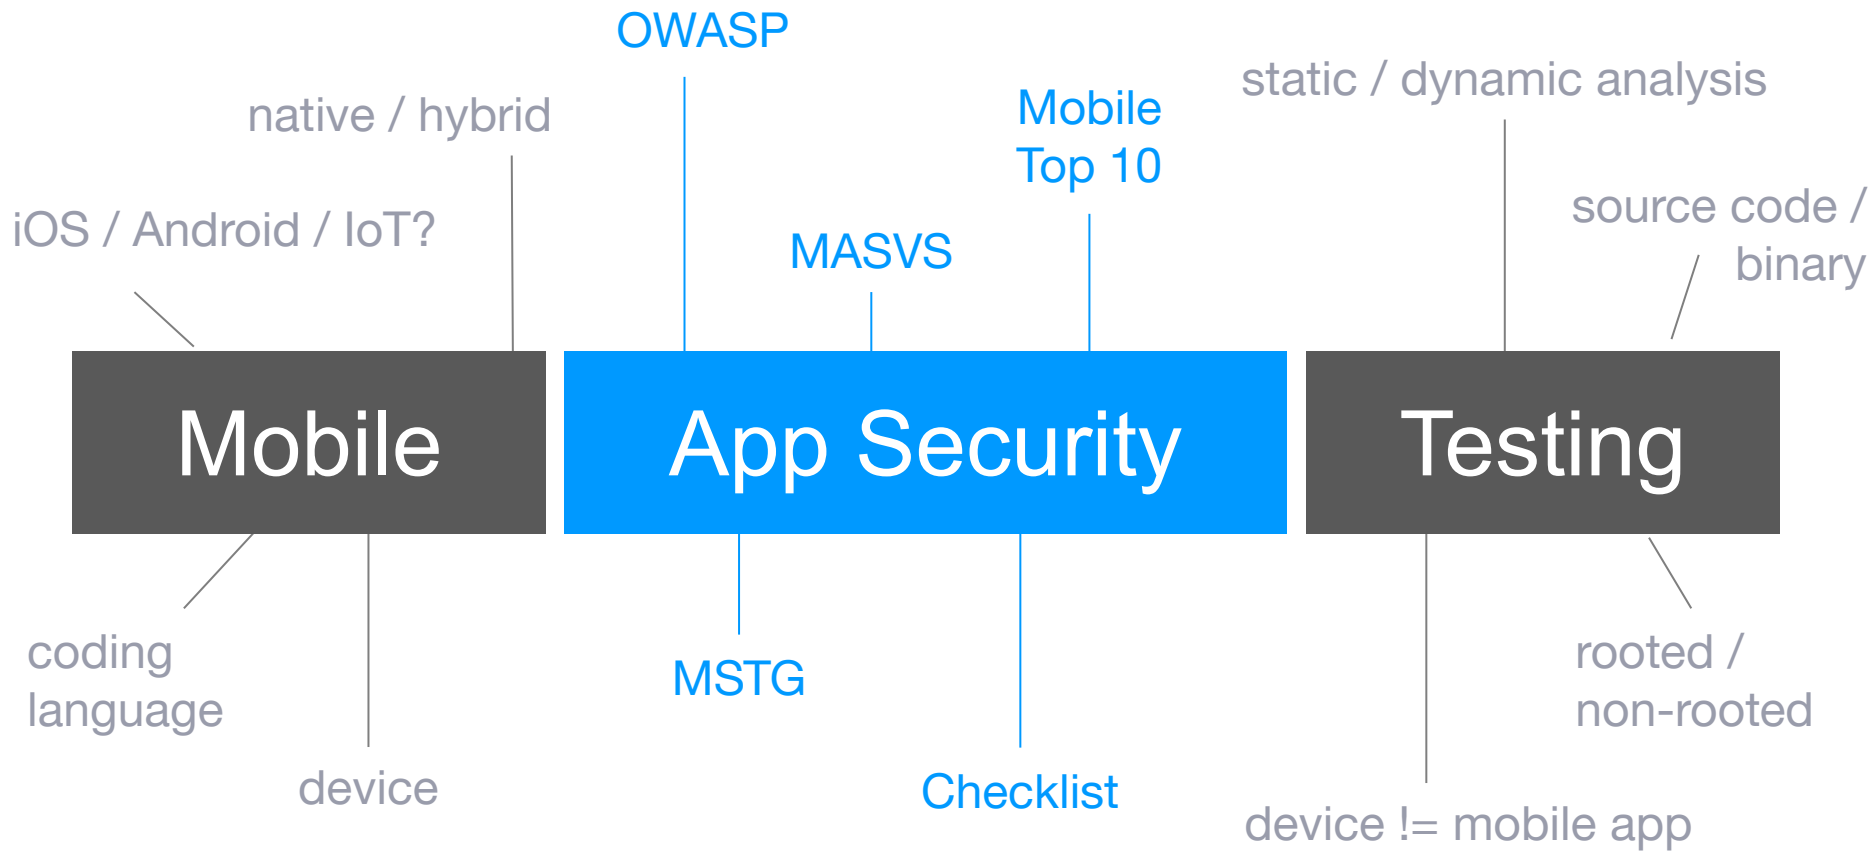 OWASP
native / hybrid
Mobile
Top 10
static / dynamic analysis
iOS / Android / IoT?
MASVS
source code /
binary
Mobile
App Security
Testing
coding
language
MSTG
rooted /
non-rooted
device
Checklist
device != mobile app